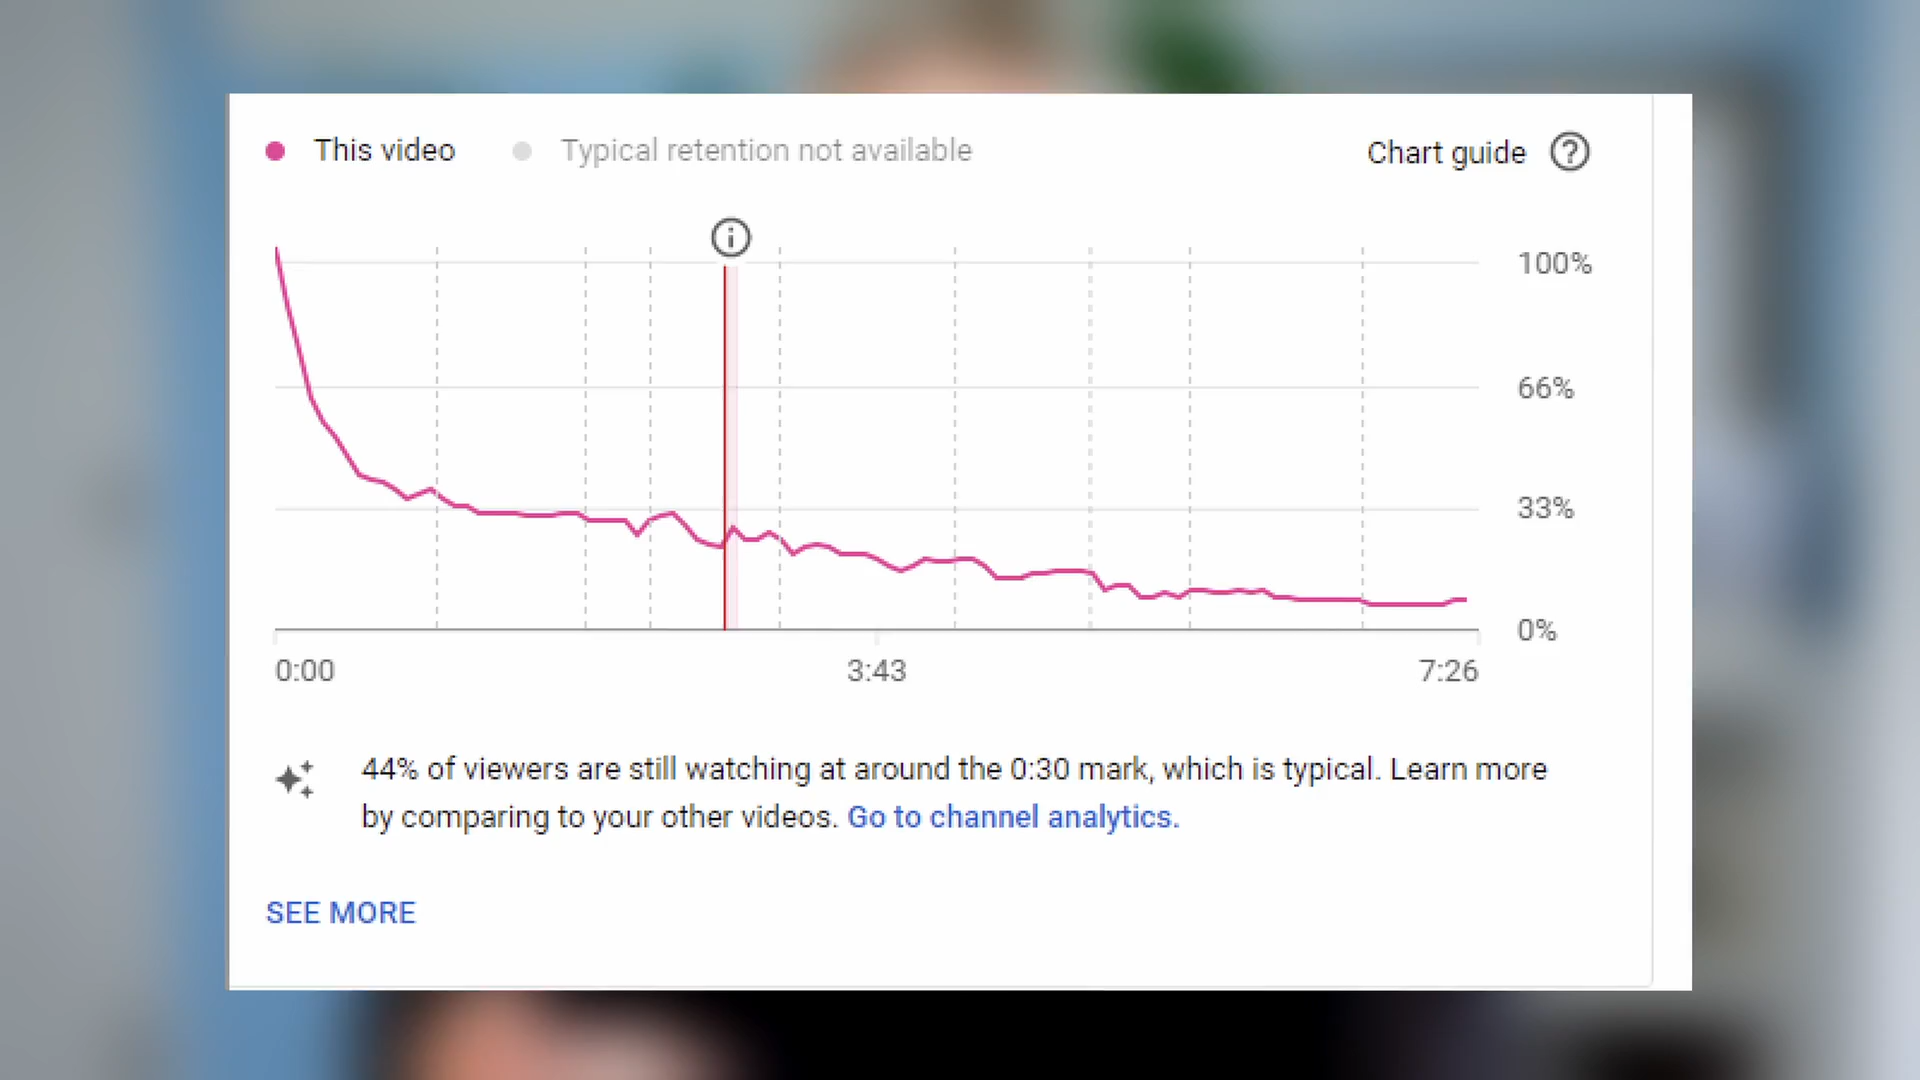 This video
Typical retention not available
Chart guide
100%
66%
33%
0%
0:00
3:43
7:26
44% of viewers are still watching at around the 0:30 mark, which is typical. Learn more
by comparing to your other videos. Go to channel analytics.
SEE MORE